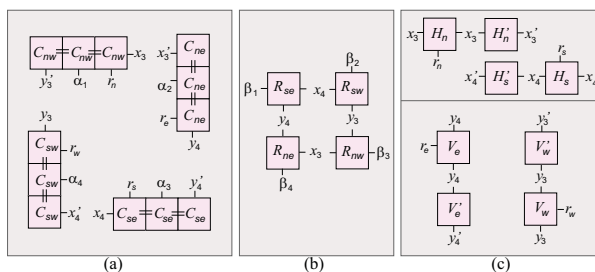 C_nw = C_nw = C_nw x_3
y_3' α_1 r_n
x_3' C_ne
α_2 C_ne
r_e C_ne
y_4
y_3
C_sw r_w
C_sw α_4
C_sw x_4'
r_s α_3 y_4'
x_4 C_se = C_se = C_se
(a)
β_2
β_1 R_se x_4 R_sw
y_4 y_3
R_ne x_3 R_nw β_3
β_4
(b)
x_3 H_n x_3 H_n' x_3'
r_n r_s
x_4' H_s' x_4 H_s x_4
y_4 y_3'
r_e V_e V_w'
y_4 y_3
V_e' V_w r_w
y_4' y_3
(c)